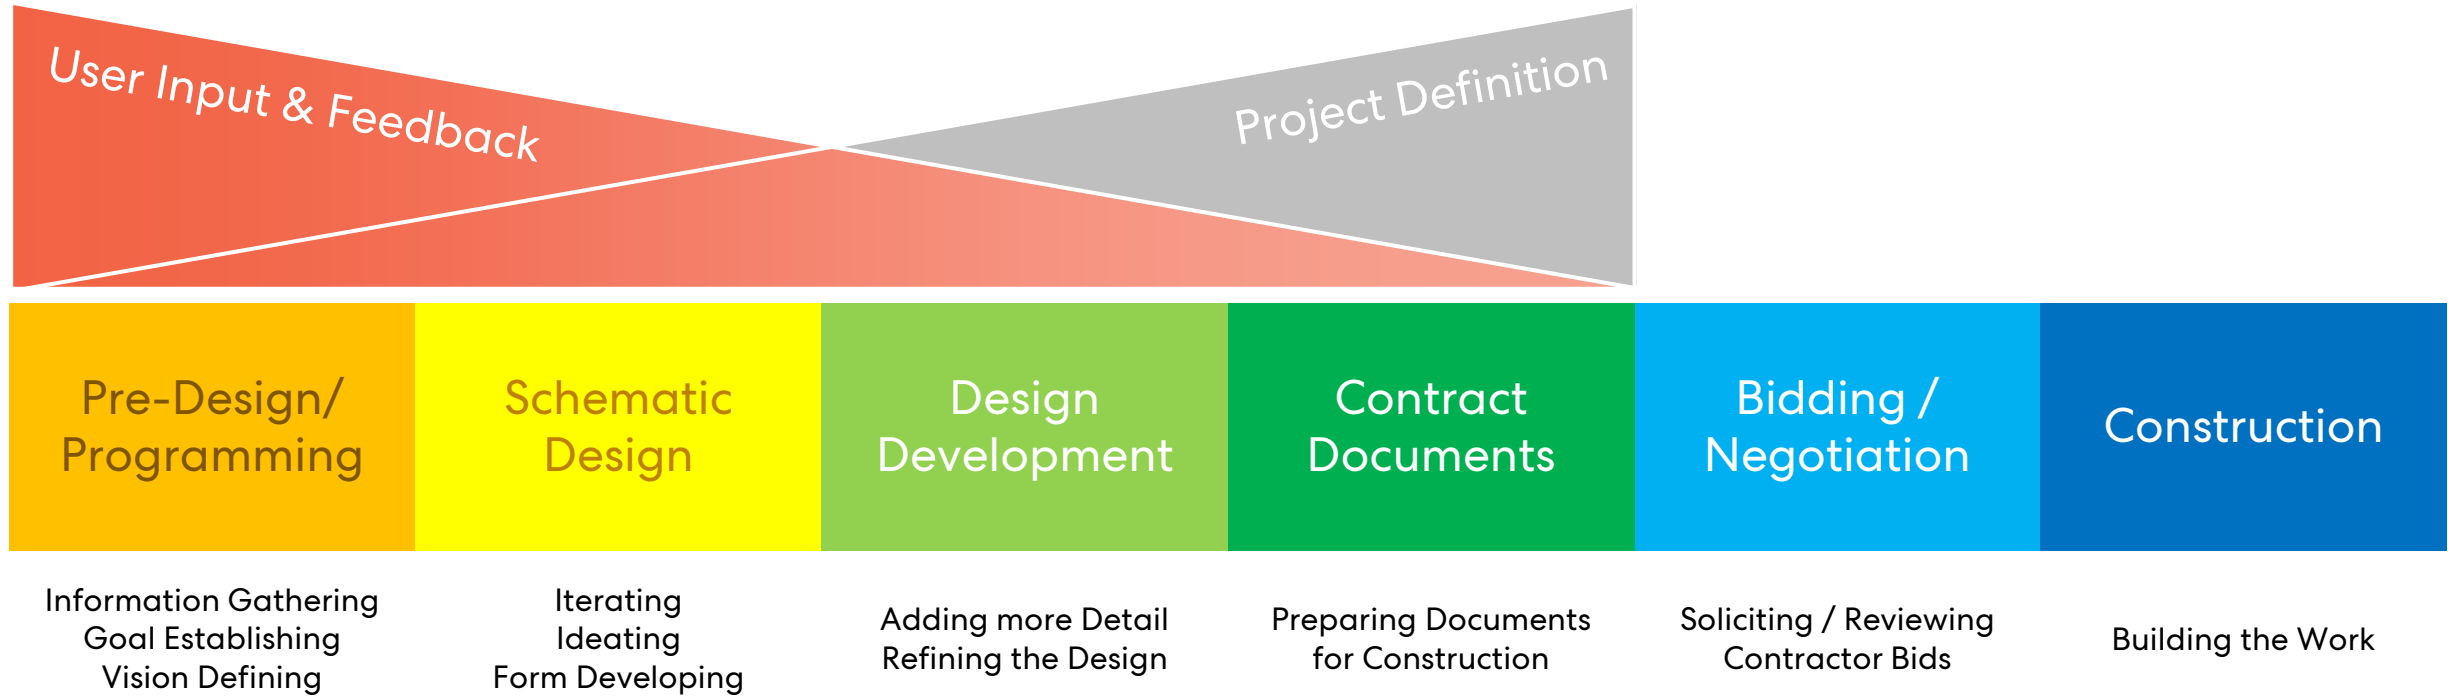 User Input & Feedback
Project Definition
Pre-Design/
Programming
Schematic
Design
Design
Development
Contract
Documents
Bidding /
Negotiation
Construction
Information Gathering
Goal Establishing
Vision Defining
Iterating
Ideating
Form Developing
Adding more Detail
Refining the Design
Preparing Documents
for Construction
Soliciting / Reviewing
Contractor Bids
Building the Work